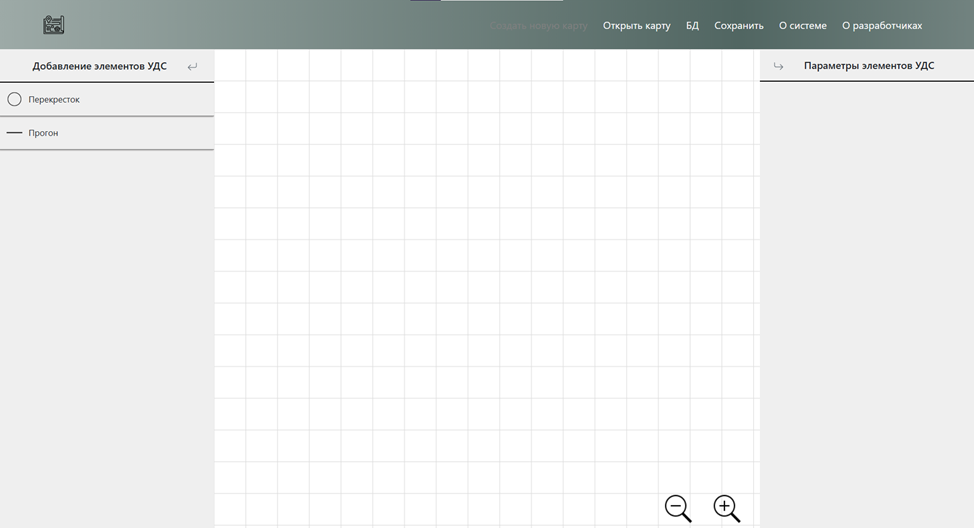 Создать новую карту Открыть карту БД Сохранить О системе О разработчиках
Добавление элементов УДС
Параметры элементов УДС
Перекресток
Прогон